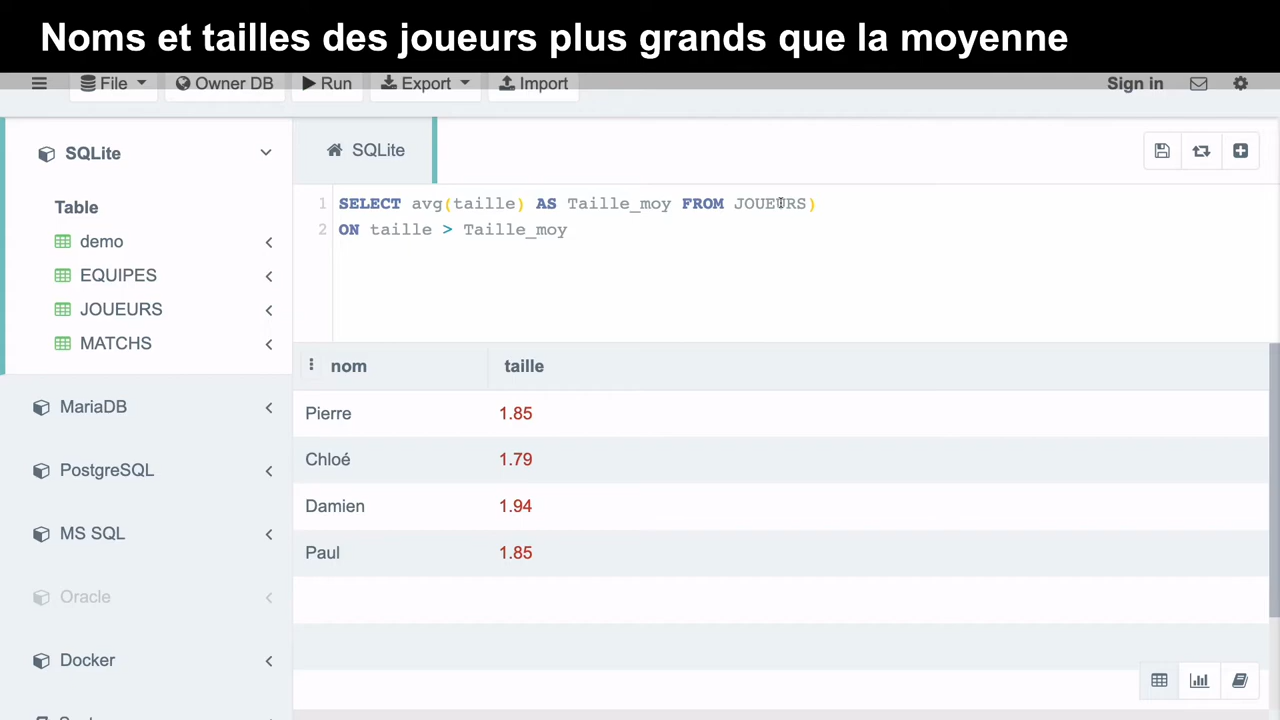 Noms et tailles des joueurs plus grands que la moyenne
File Owner DB Run Export Import Sign in
SQLite
Table
demo
EQUIPES
JOUEURS
MATCHS
MariaDB
PostgreSQL
MS SQL
Oracle
Docker
SQLite
1 SELECT avg(taille) AS Taille_moy FROM JOUEURS)
2 ON taille > Taille_moy
nom taille
Pierre 1.85
Chloé 1.79
Damien 1.94
Paul 1.85